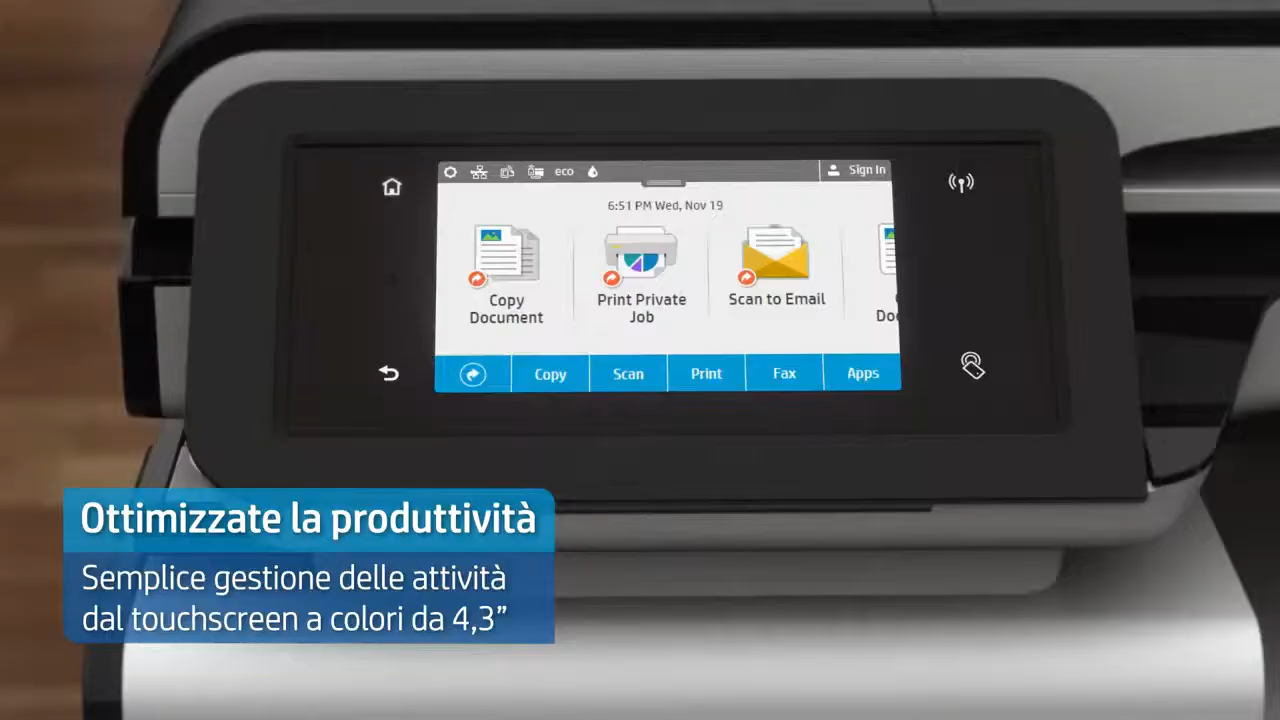 eco
Sign In
6:51 PM Wed, Nov 19
Copy
Document
Print Private
Job
Scan to Email
Copy
Scan
Print
Fax
Apps
Ottimizzate la produttività
Semplice gestione delle attività
dal touchscreen a colori da 4,3”